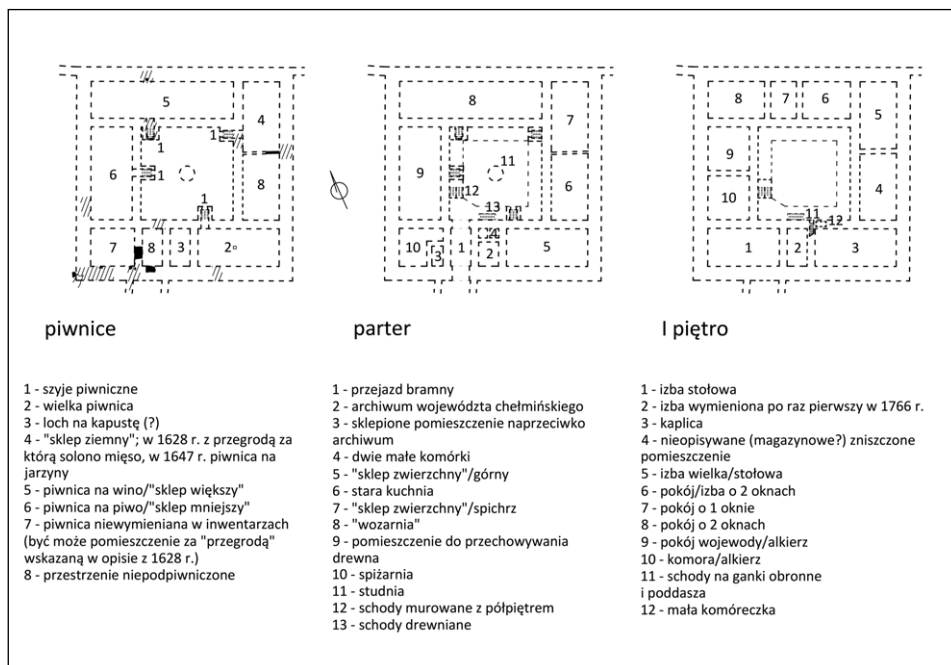 5
4
1
1
6
1
8
1
7
8
3
2
8
7
9
11
12
6
13
10
3
1
4
2
5
8
7
6
5
9
10
4
11
12
1
2
3
piwnice
parter
I piętro
1 - szyje piwniczne
2 - wielka piwnica
3 - loch na kapustę (?)
4 - "sklep ziemny"; w 1628 r. z przegrodą za
którą solono mięso, w 1647 r. piwnica na
jarzyny
5 - piwnica na wino/"sklep większy"
6 - piwnica na piwo/"sklep mniejszy"
7 - piwnica niewymieniana w inwentarzach
(być może pomieszczenie za "przegrodą"
wskazaną w opisie z 1628 r.)
8 - przestrzenie niepodpiwniczone
1 - przejazd bramny
2 - archiwum województa chełmińskiego
3 - sklepione pomieszczenie naprzeciwko
archiwum
4 - dwie małe komórki
5 - "sklep zwierzchny"/górny
6 - stara kuchnia
7 - "sklep zwierzchny"/spichrz
8 - "wozarnia"
9 - pomieszczenie do przechowywania
drewna
10 - spiżarnia
11 - studnia
12 - schody murowane z półpiętrem
13 - schody drewniane
1 - izba stołowa
2 - izba wymieniona po raz pierwszy w 1766 r.
3 - kaplica
4 - nieopisywane (magazynowe?) zniszczone
pomieszczenie
5 - izba wielka/stołowa
6 - pokój/izba o 2 oknach
7 - pokój o 1 oknie
8 - pokój o 2 oknach
9 - pokój wojewody/alkierz
10 - komora/alkierz
11 - schody na ganki obronne
i poddasza
12 - mała komóreczka